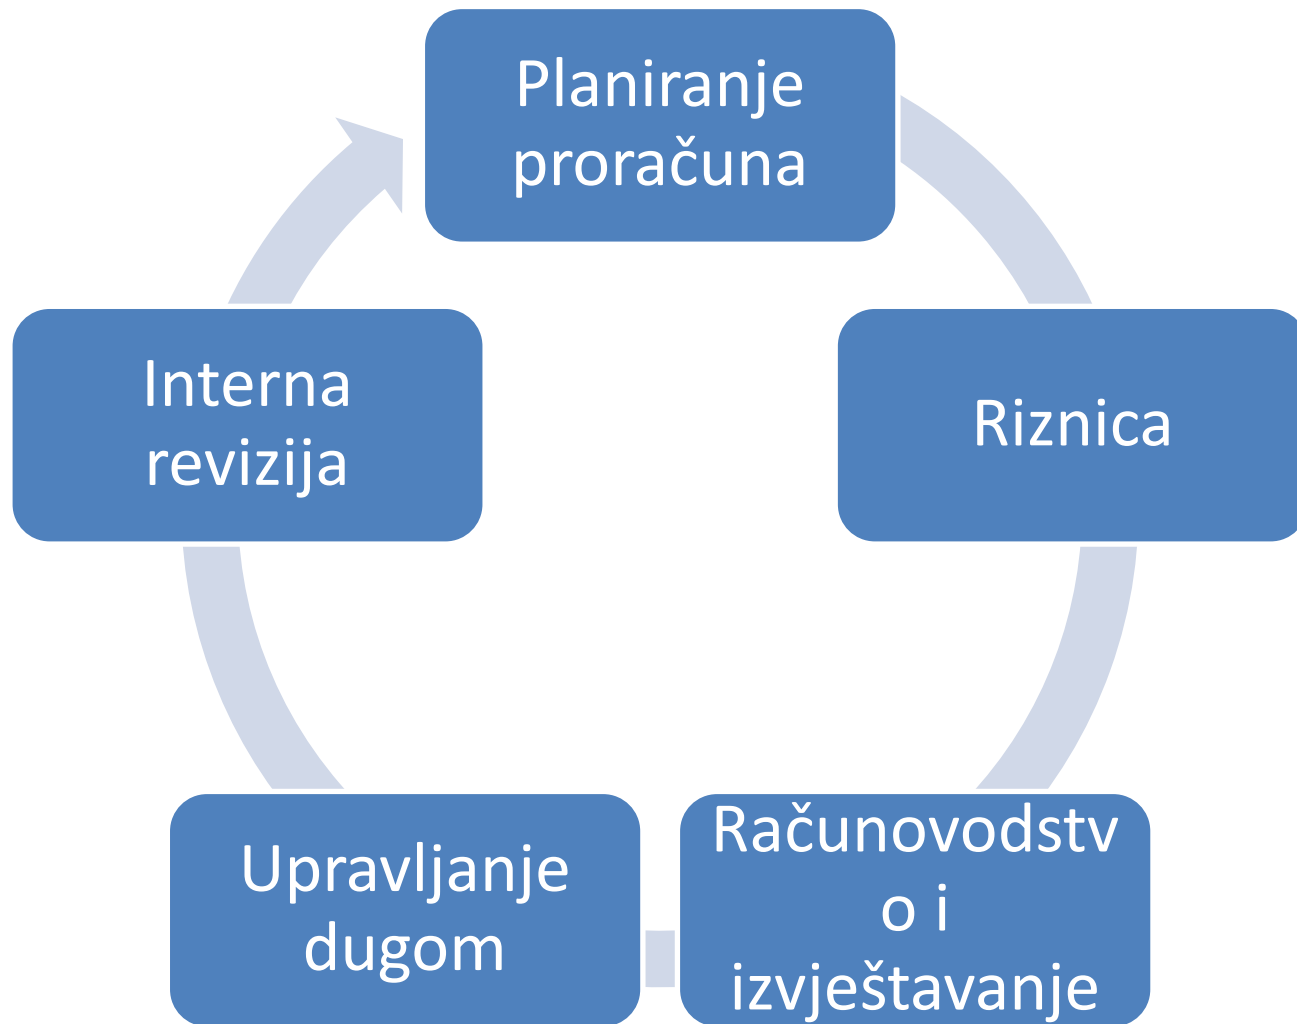 Planiranje
proračuna
Riznica
Računovodstv
o i
izvještavanje
Upravljanje
dugom
Interna
revizija